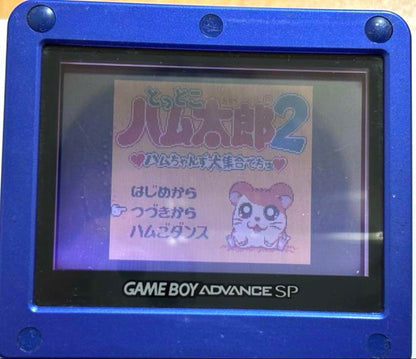 とっとこ
ハム太郎2
♥ハムちゃんず大集合でちゅ♥
はじめから
つづきから
ハムごダンス
GAME BOY ADVANCE SP